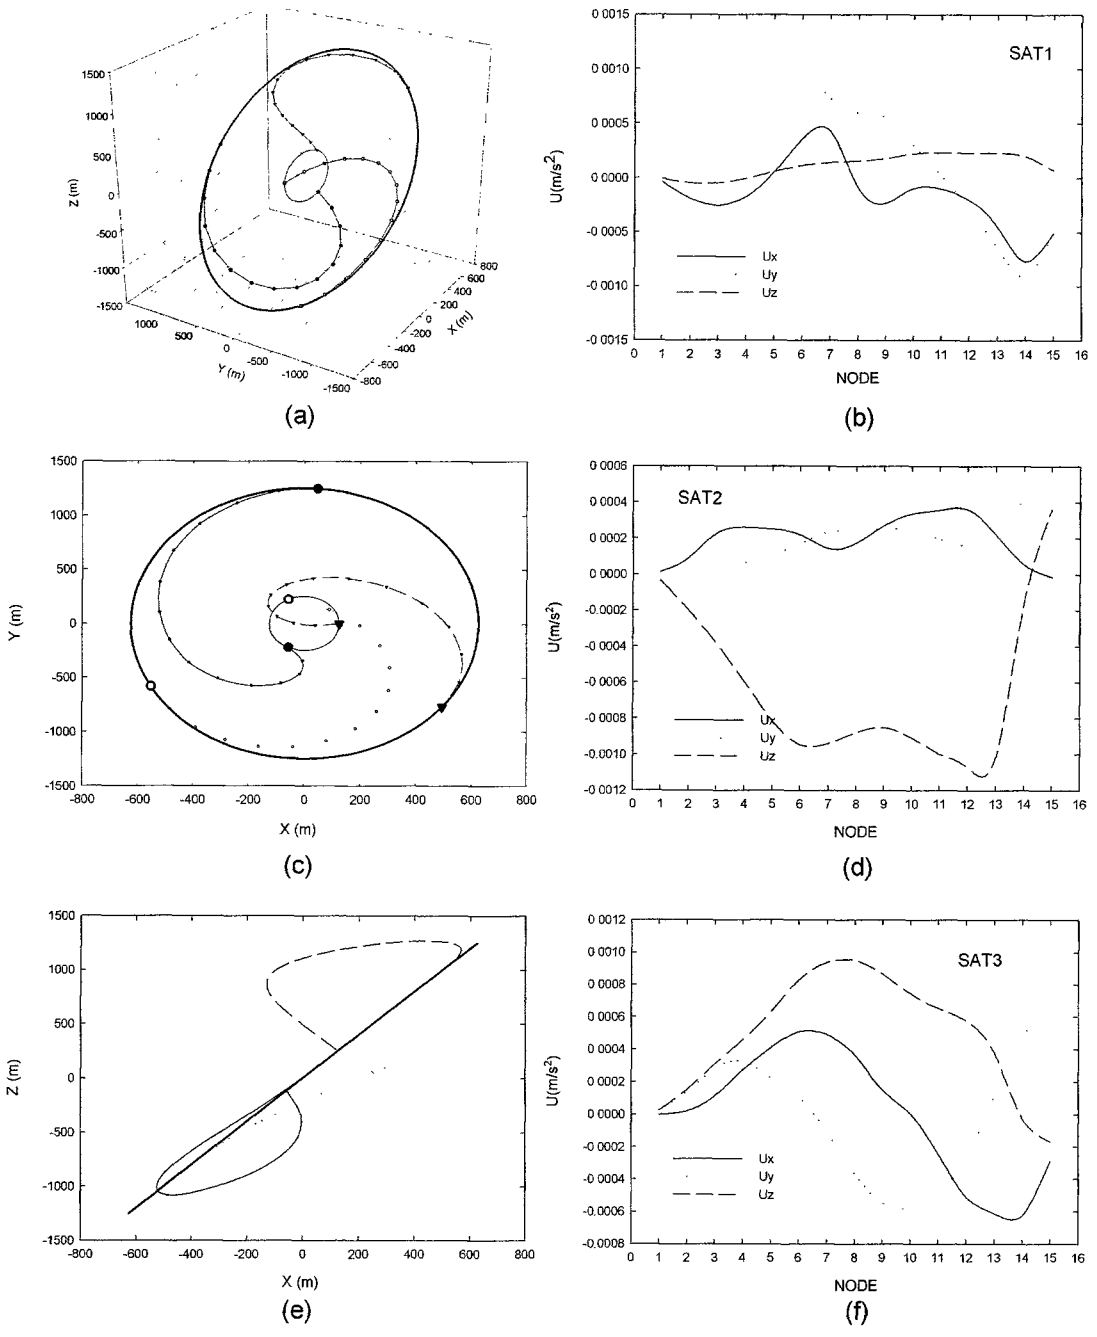 1500
1000
500
0
-500
-1000
-1500
Z (m)
1000
500
0
-500
-1000
-1500
Y (m)
800
600
400
200
0
-200
-400
-600
-800
X (m)
(a)
0 0015
0 0010
0 0005
0 0000
-0 0005
-0 0010
-0 0015
U(m/s²)
SAT1
Ux
Uy
Uz
0 1 2 3 4 5 6 7 8 9 10 11 12 13 14 15 16
NODE
(b)
1500
1000
500
0
-500
-1000
-1500
Y (m)
-800 -600 -400 -200 0 200 400 600 800
X (m)
(c)
0 0006
0 0004
0 0002
0 0000
-0 0002
-0 0004
-0 0006
-0 0008
-0 0010
-0 0012
U(m/s²)
SAT2
Ux
Uy
Uz
0 1 2 3 4 5 6 7 8 9 10 11 12 13 14 15 16
NODE
(d)
1500
1000
500
0
-500
-1000
-1500
Z (m)
-800 -600 -400 -200 0 200 400 600 800
X (m)
(e)
0 0012
0 0010
0 0008
0 0006
0 0004
0 0002
0 0000
-0 0002
-0 0004
-0 0006
-0 0008
U(m/s²)
SAT3
Ux
Uy
Uz
0 1 2 3 4 5 6 7 8 9 10 11 12 13 14 15 16
NODE
(f)